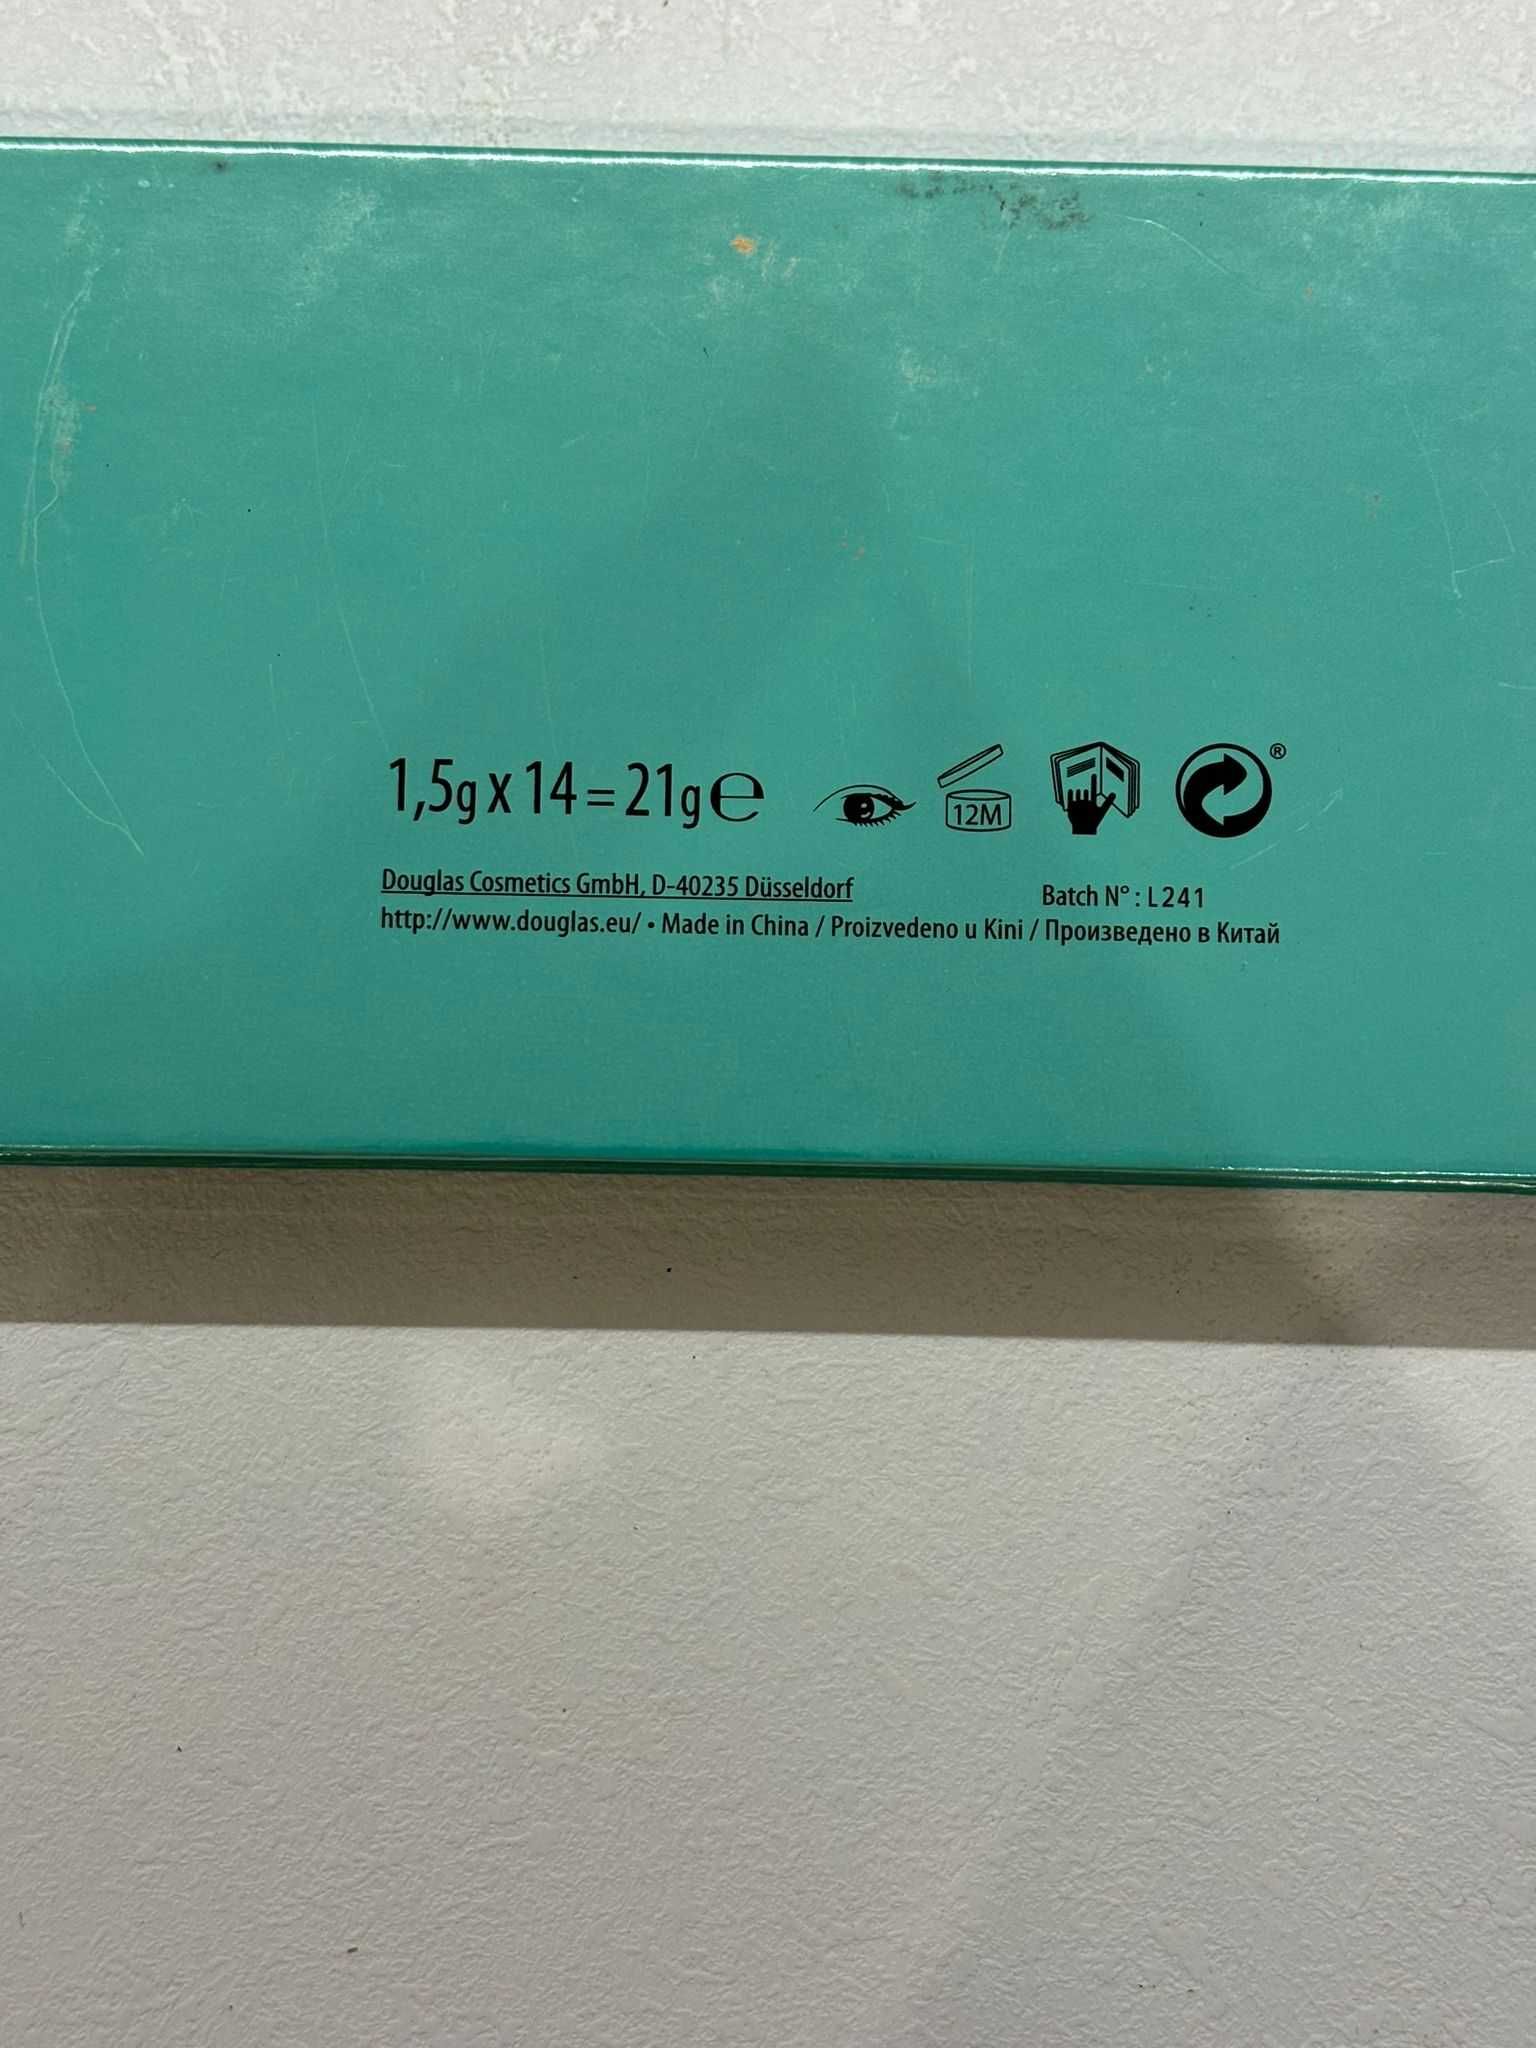 1,5g x 14 = 21g ℮
12M
®
Douglas Cosmetics GmbH, D-40235 Düsseldorf
Batch N° : L241
http://www.douglas.eu/ • Made in China / Proizvedeno u Kini / Произведено в Китай